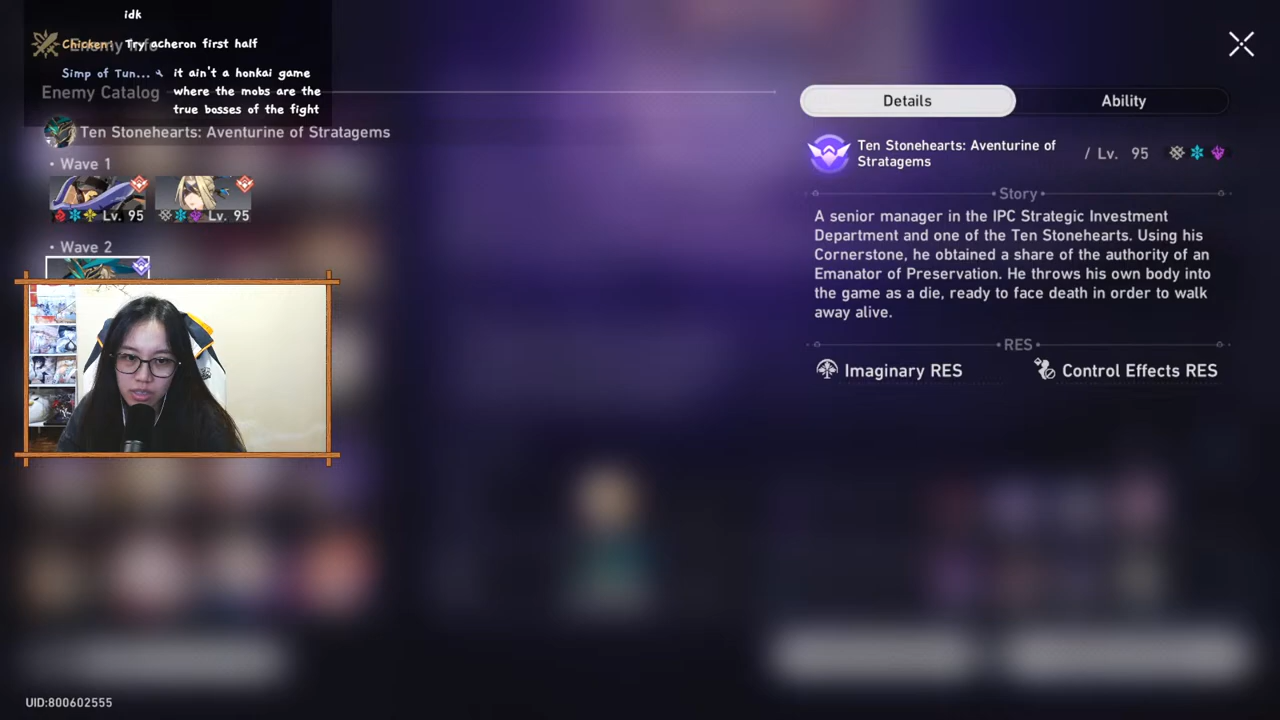 idk
Chicken: Try acheron first half
Simp of Tun... it ain't a honkai game
where the mobs are the
true bosses of the fight
Enemy Info
Enemy Catalog
Ten Stonehearts: Aventurine of Stratagems
• Wave 1
Lv. 95
Lv. 95
• Wave 2
Details
Ability
Ten Stonehearts: Aventurine of
Stratagems
/ Lv. 95
Story
A senior manager in the IPC Strategic Investment
Department and one of the Ten Stonehearts. Using his
Cornerstone, he obtained a share of the authority of an
Emanator of Preservation. He throws his own body into
the game as a die, ready to face death in order to walk
away alive.
RES
Imaginary RES
Control Effects RES
UID:800602555